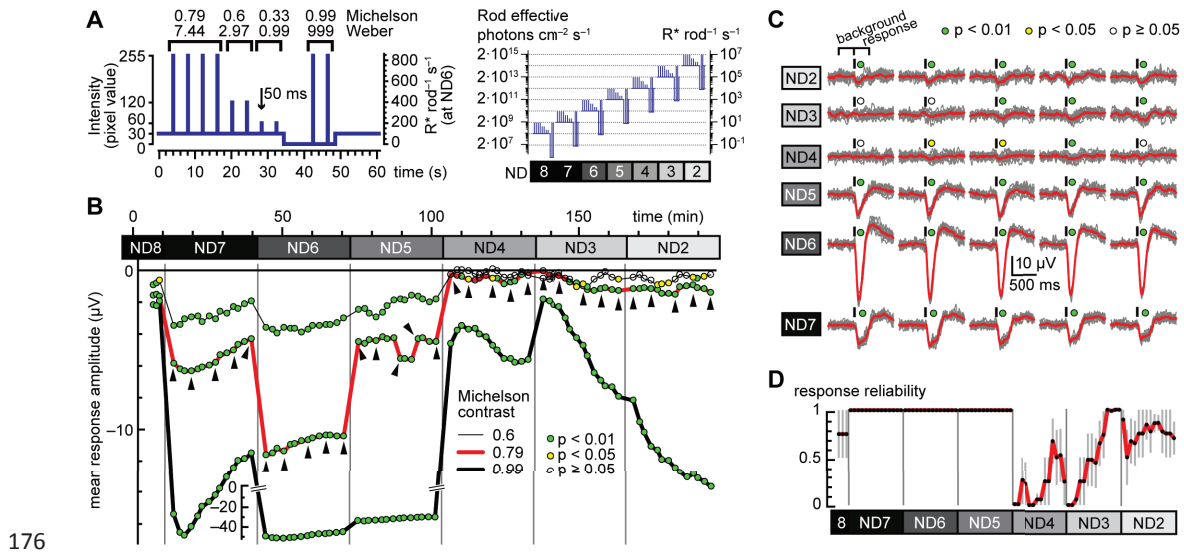 A
0.79 0.6 0.33 0.99 Michelson
7.44 2.97 0.99 999 Weber
Intensity
(pixel value)
255
120
60
30
0
50 ms
800
600
400
200
0
R* rod⁻¹ s⁻¹
(at ND6)
0 10 20 30 40 50 60 time (s)
Rod effective
photons cm⁻² s⁻¹ R* rod⁻¹ s⁻¹
2·10¹⁵ 10⁷
2·10¹³ 10⁵
2·10¹¹ 10³
2·10⁹ 10¹
2·10⁷ 10⁻¹
ND 8 7 6 5 4 3 2
B
0 50 100 150 time (min)
ND8 ND7 ND6 ND5 ND4 ND3 ND2
mear response amplitude (µV)
0
–10
0
–20
–40
Michelson
contrast
0.6
0.79
0.99
p < 0.01
p < 0.05
p ≥ 0.05
C
p < 0.01 p < 0.05 p ≥ 0.05
background
response
ND2
ND3
ND4
ND5
ND6
10 µV
500 ms
ND7
D
response reliability
1
0.5
0
8 ND7 ND6 ND5 ND4 ND3 ND2
176